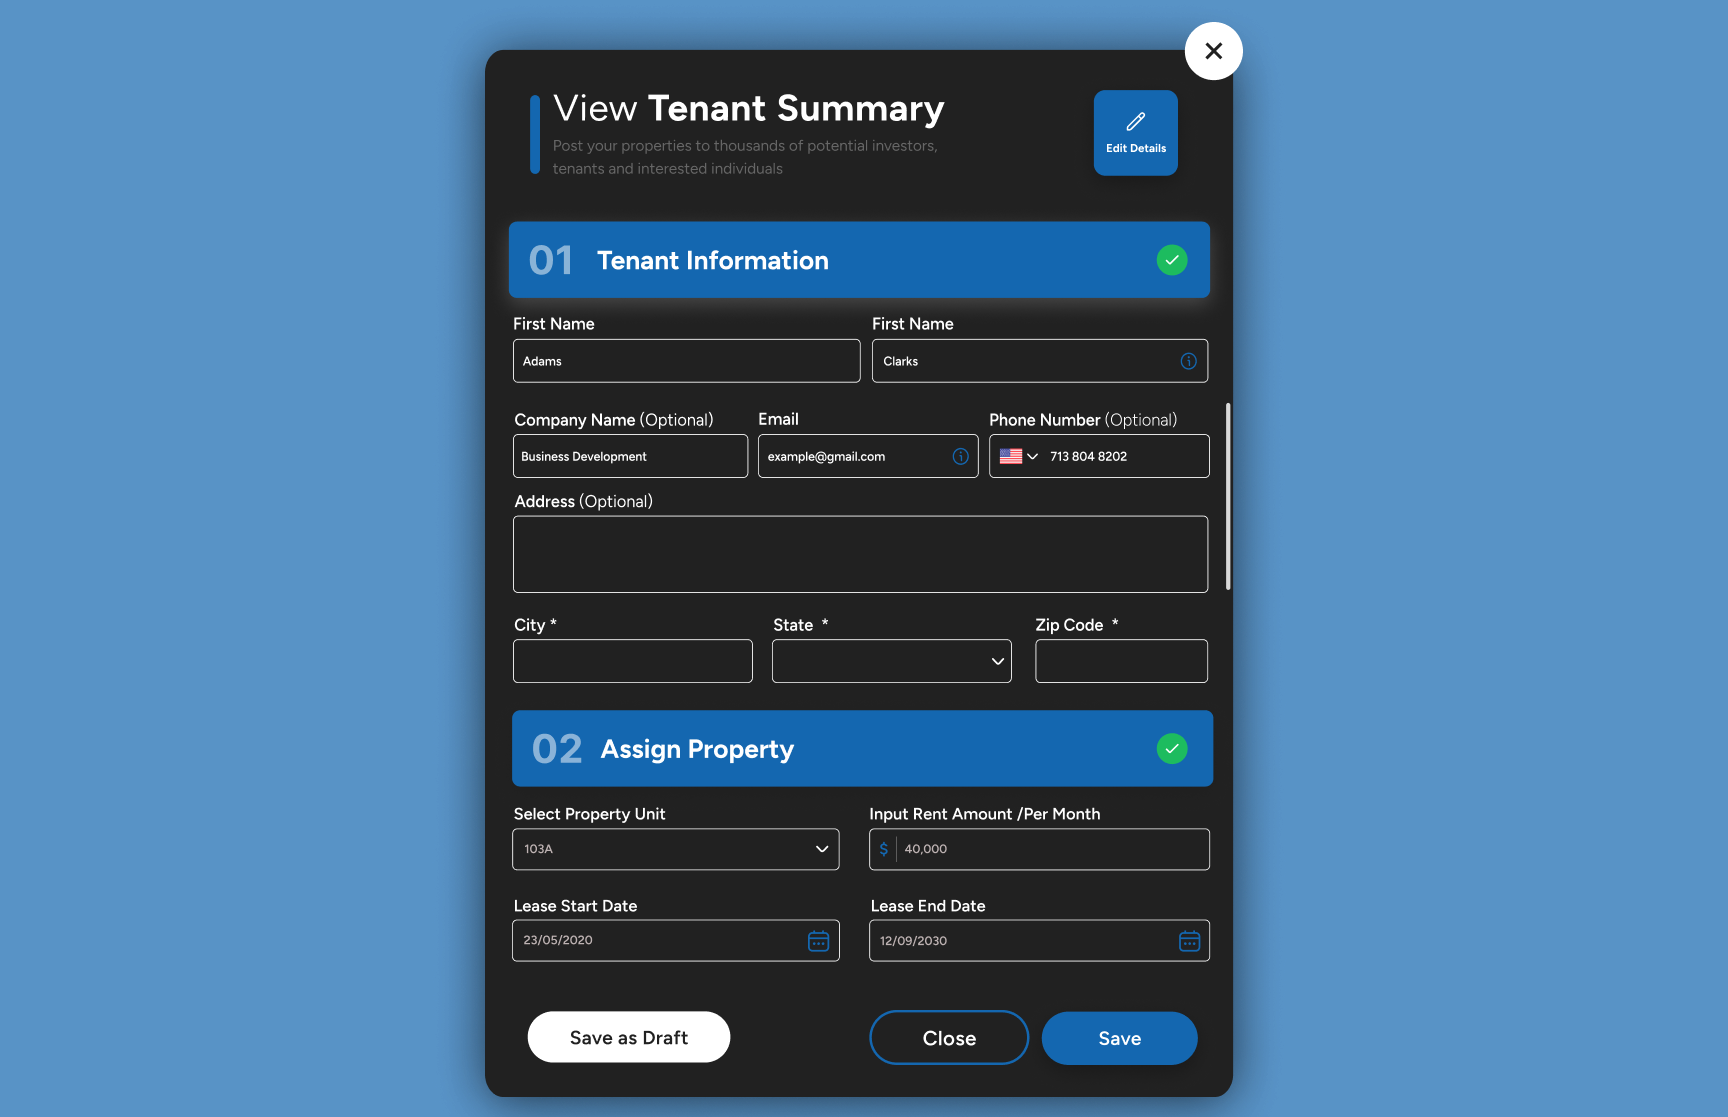 View Tenant Summary
Post your properties to thousands of potential investors,
tenants and interested individuals
Edit Details
01 Tenant Information
First Name
First Name
Adams
Clarks
Company Name (Optional)
Email
Phone Number (Optional)
Business Development
example@gmail.com
713 804 8202
Address (Optional)
City *
State *
Zip Code *
02 Assign Property
Select Property Unit
Input Rent Amount /Per Month
103A
$ 40,000
Lease Start Date
Lease End Date
23/05/2020
12/09/2030
Save as Draft
Close
Save